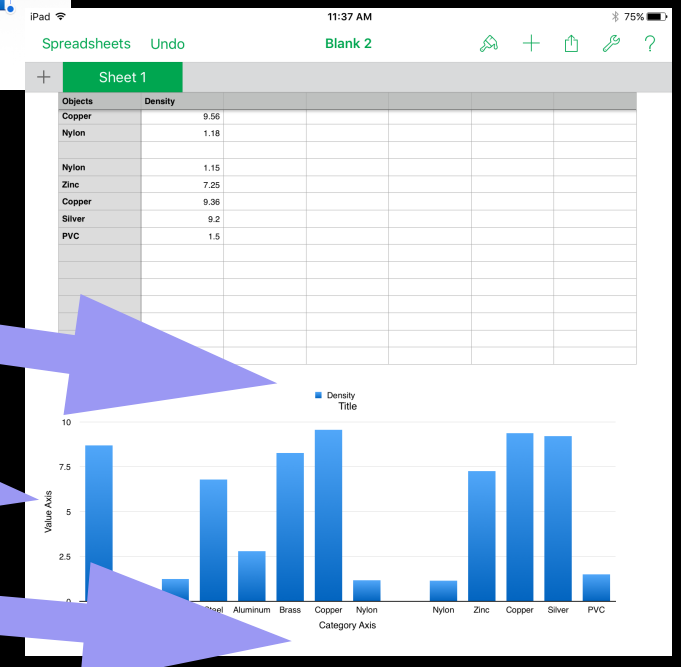 iPad 11:37 AM 75%
Spreadsheets Undo Blank 2 ?
+ Sheet 1
Objects Density
Copper 9.56
Nylon 1.18
Nylon 1.15
Zinc 7.25
Copper 9.36
Silver 9.2
PVC 1.5
Density
Title
10
7.5
5
2.5
Value Axis
Aluminum Brass Copper Nylon Nylon Zinc Copper Silver PVC
Category Axis